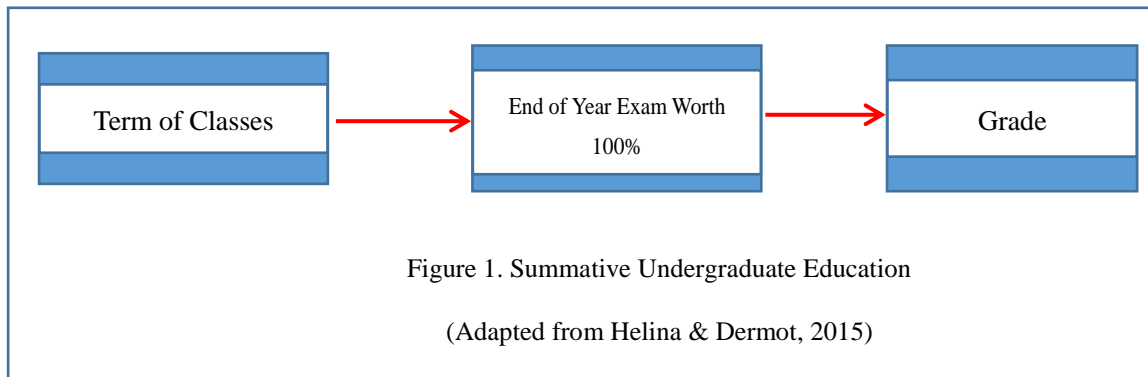 Term of Classes
End of Year Exam Worth
100%
Grade
Figure 1. Summative Undergraduate Education
(Adapted from Helina & Dermot, 2015)